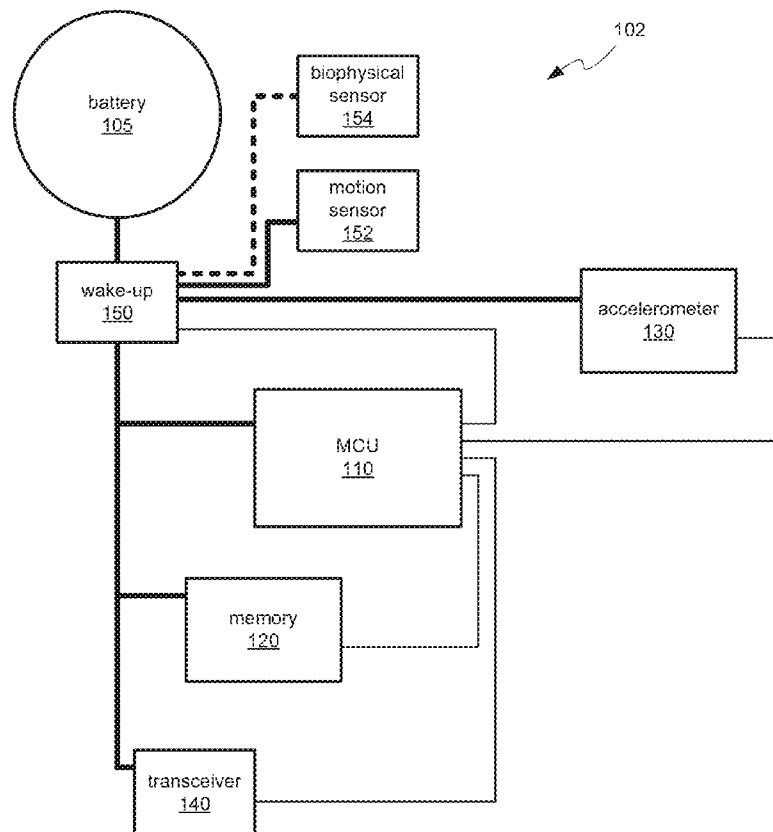 102
battery
105
biophysical
sensor
154
motion
sensor
152
wake-up
150
accelerometer
130
MCU
110
memory
120
transceiver
140